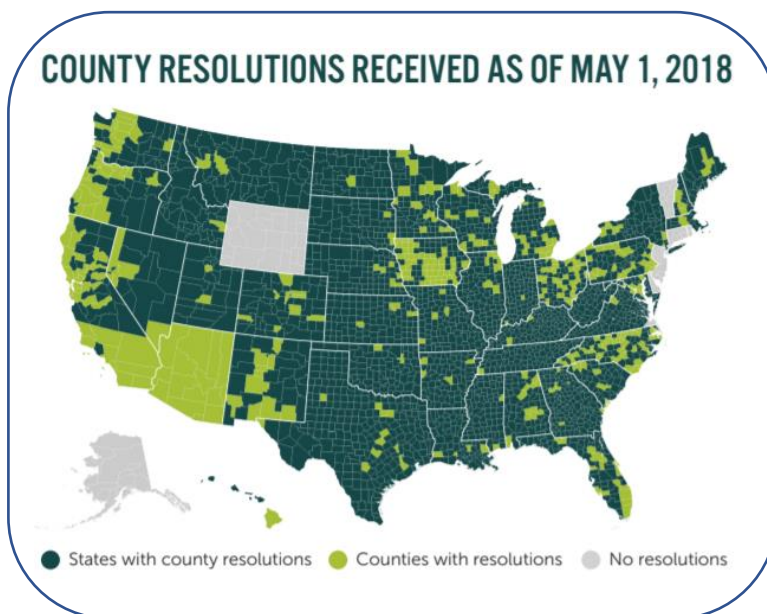 COUNTY RESOLUTIONS RECEIVED AS OF MAY 1, 2018
States with county resolutions
Counties with resolutions
No resolutions